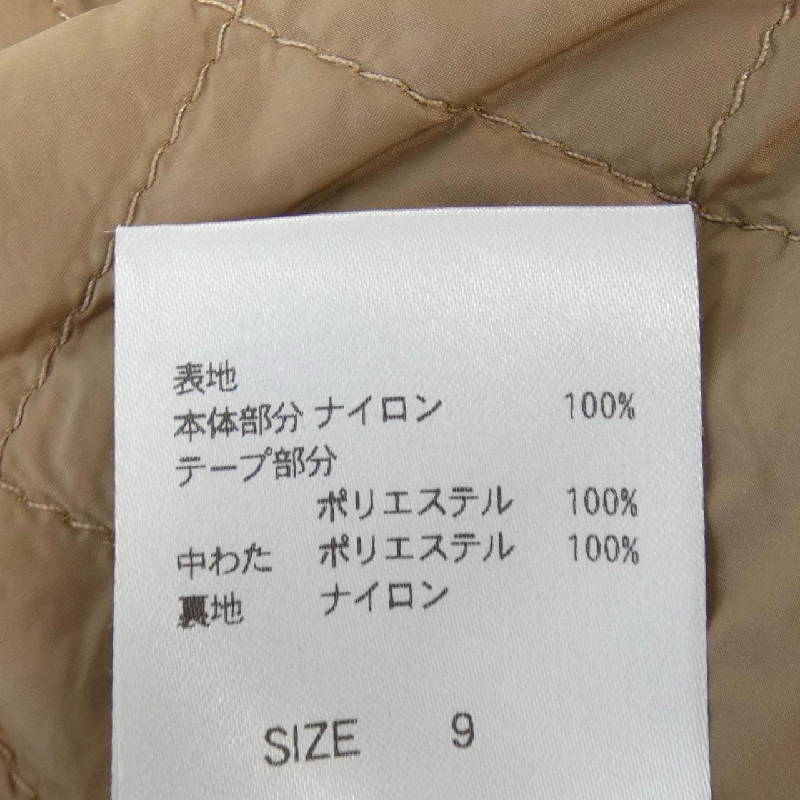 表地
本体部分 ナイロン 100%
テープ部分
ポリエステル 100%
中わた ポリエステル 100%
裏地 ナイロン
SIZE 9